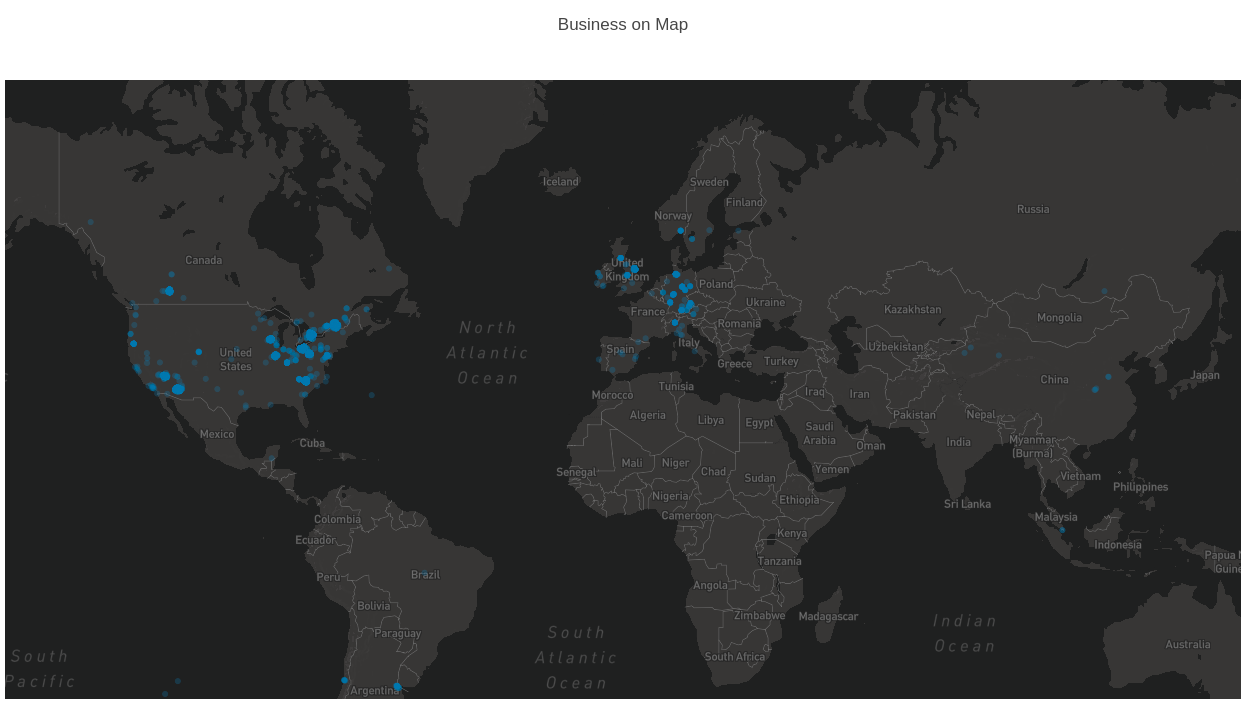 Business on Map
Iceland
Sweden
Finland
Norway
Russia
Canada
United
Kingdom
Poland
France
Ukraine
Kazakhstan
Mongolia
North
Atlantic
Ocean
Romania
Italy
Uzbekistan
United
States
Spain
Greece
Turkey
China
Japan
Tunisia
Morocco
Iraq
Iran
Algeria
Libya
Egypt
Pakistan
Nepal
Saudi
Arabia
Mexico
Cuba
Oman
India
Myanmar
(Burma)
Senegal
Mali
Niger
Chad
Sudan
Yemen
Vietnam
Philippines
Nigeria
Ethiopia
Sri Lanka
Colombia
Cameroon
Malaysia
Ecuador
Kenya
Indonesia
Papua N
Guine
Tanzania
Peru
Brazil
Angola
Bolivia
Zimbabwe
Madagascar
Indian
Ocean
Paraguay
South
Atlantic
Ocean
Australia
South
Pacific
South Africa
Argentina